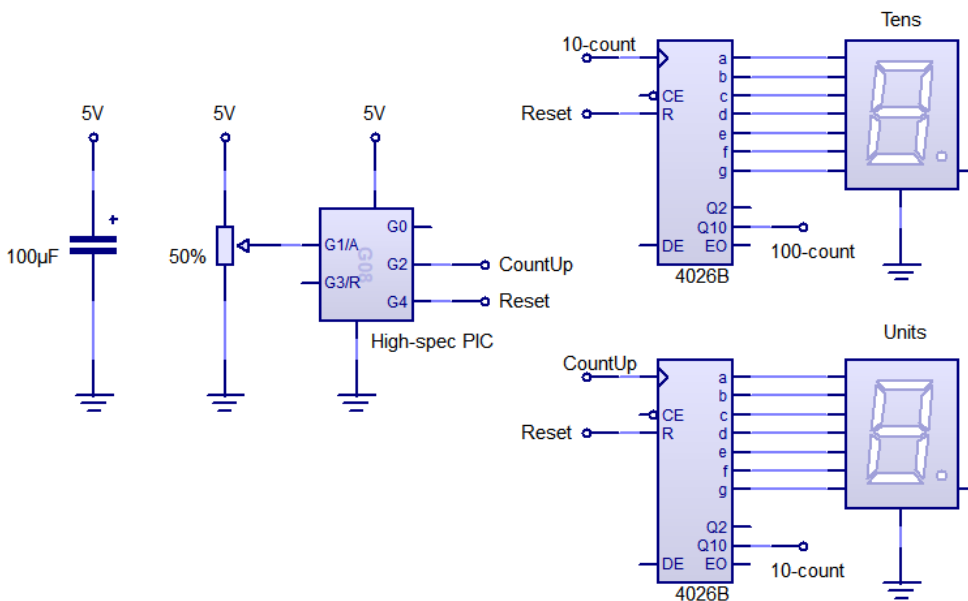 5V
100µF
+
5V
50%
5V
G1/A
G3/R
G0
G2
G4
G08
CountUp
Reset
High-spec PIC
Tens
10-count
Reset
CE
R
DE
a
b
c
d
e
f
g
Q2
Q10
EO
100-count
4026B
Units
CountUp
Reset
CE
R
DE
a
b
c
d
e
f
g
Q2
Q10
EO
10-count
4026B